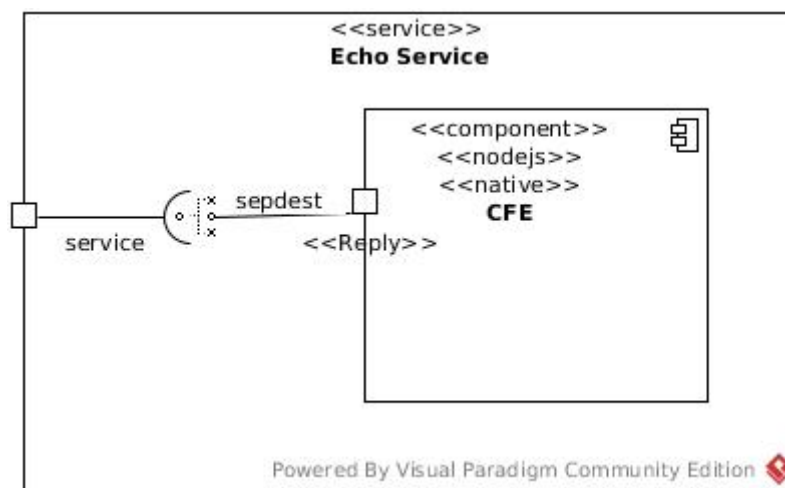 <<service>>
Echo Service
<<component>>
<<nodejs>>
<<native>>
CFE
sepdest
service
<<Reply>>
Powered By Visual Paradigm Community Edition